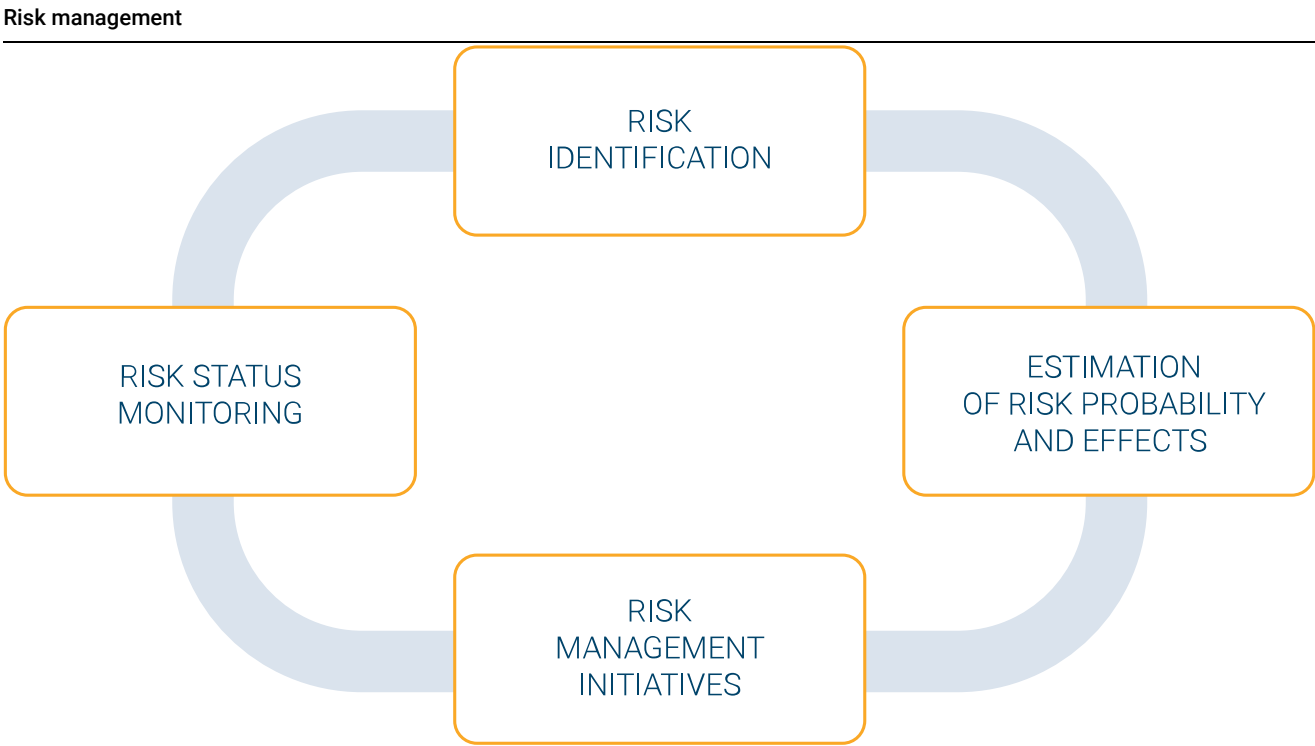 Risk management
RISK
IDENTIFICATION
RISK STATUS
MONITORING
ESTIMATION
OF RISK PROBABILITY
AND EFFECTS
RISK
MANAGEMENT
INITIATIVES